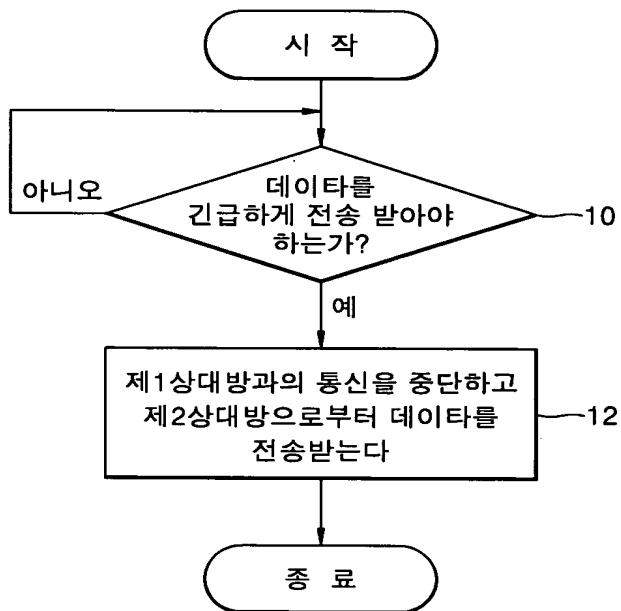 시 작
아니오
데이타를
긴급하게 전송 받아야
하는가?
10
예
제1상대방과의 통신을 중단하고
제2상대방으로부터 데이타를
전송받는다
12
종 료